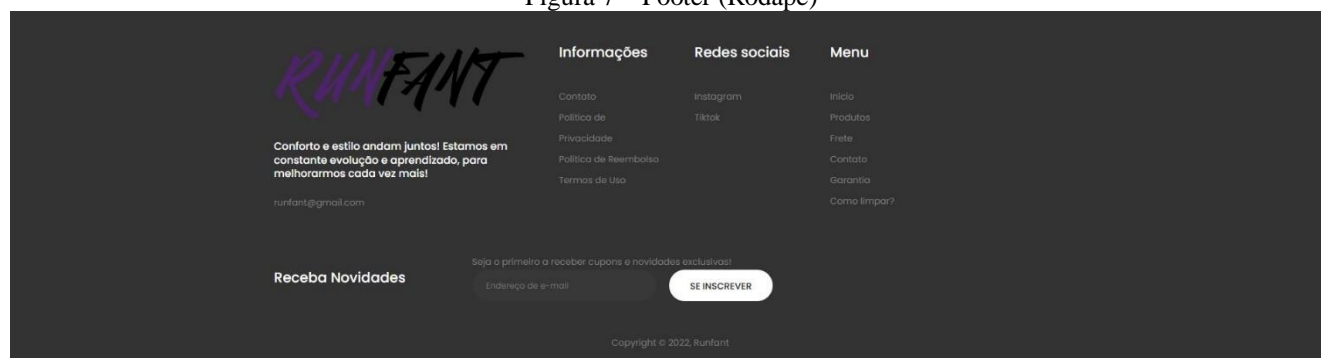 Figura 7 – Footer (Rodapé)
RUNFANT
Conforto e estilo andam juntos! Estamos em
constante evolução e aprendizado, para
melhorarmos cada vez mais!
runfant@gmail.com
Informações
Contato
Política de
Privacidade
Política de Reembolso
Termos de Uso
Redes sociais
Instagram
Tiktok
Menu
Inicio
Produtos
Frete
Contato
Garantia
Como limpar?
Receba Novidades
Seja o primeiro a receber cupons e novidades exclusivas!
Endereço de e-mail
SE INSCREVER
Copyright © 2022, Runfant